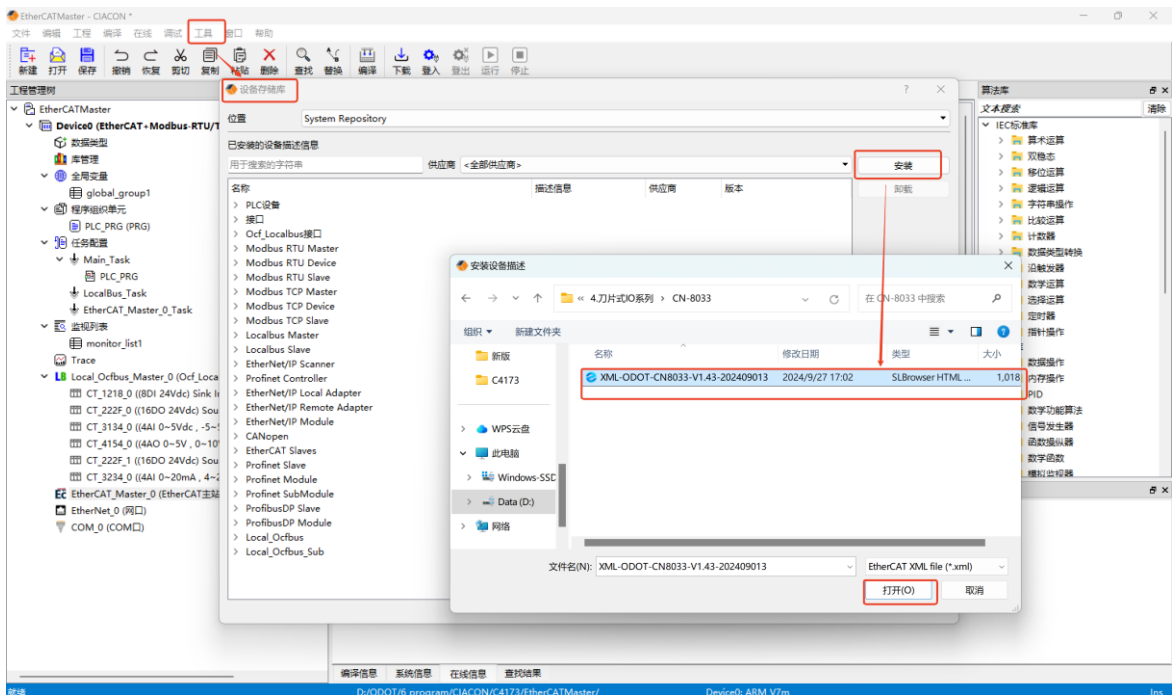 EtherCATMaster - CIACON *
文件 编辑 工程 编译 在线 调试 工具 窗口 帮助
新建 打开 保存 撤销 恢复 剪切 复制 粘贴 删除 查找 替换 编译 下载 登入 登出 运行 停止
工程管理树
EtherCATMaster
Device0 (EtherCAT+Modbus-RTU/T
数据类型
库管理
全局变量
global_group1
程序组织单元
PLC_PRG (PRG)
任务配置
Main_Task
PLC_PRG
LocalBus_Task
EtherCAT_Master_0_Task
监视列表
monitor_list1
Trace
Local_Ocfbus_Master_0 (Ocf_Loca
CT_1218_0 ((8DI 24Vdc) Sink I
CT_222F_0 ((16DO 24Vdc) Sou
CT_3134_0 ((4AI 0~5Vdc , -5~
CT_4154_0 ((4AO 0~5V , 0~10
CT_222F_1 ((16DO 24Vdc) Sou
CT_3234_0 ((4AI 0~20mA , 4~2
EtherCAT_Master_0 (EtherCAT主站
EtherNet_0 (网口)
COM_0 (COM口)
设备存储库
位置 System Repository
已安装的设备描述信息
用于搜索的字符串 供应商 <全部供应商> 安装
名称 描述信息 供应商 版本 卸载
PLC设备
接口
Ocf_Localbus接口
Modbus RTU Master
Modbus RTU Device
Modbus RTU Slave
Modbus TCP Master
Modbus TCP Device
Modbus TCP Slave
Localbus Master
Localbus Slave
EtherNet/IP Scanner
Profinet Controller
EtherNet/IP Local Adapter
EtherNet/IP Remote Adapter
EtherNet/IP Module
CANopen
EtherCAT Slaves
Profinet Slave
Profinet Module
Profinet SubModule
ProfibusDP Slave
ProfibusDP Module
Local_Ocfbus
Local_Ocfbus_Sub
安装设备描述
« 4.刀片式IO系列 › CN-8033 在 CN-8033 中搜索
组织 新建文件夹
新版
C4173
WPS云盘
此电脑
Windows-SSD
Data (D:)
网络
名称 修改日期 类型 大小
XML-ODOT-CN8033-V1.43-202409013 2024/9/27 17:02 SLBrowser HTML ... 1,018
文件名(N): XML-ODOT-CN8033-V1.43-202409013 EtherCAT XML file (*.xml)
打开(O) 取消
算法库
文本搜索 清除
IEC标准库
算术运算
双稳态
移位运算
逻辑运算
字符串操作
比较运算
计数器
数据类型转换
沿触发器
数学运算
选择运算
定时器
指针操作
数据操作
内存操作
PID
数学功能算法
信号发生器
函数操纵器
数学函数
模拟监视器
编译信息 系统信息 在线信息 查找结果
就绪 D:/ODOT/6 program/CIACON/C4173/EtherCATMaster/ Device0: ARM V7m Ins